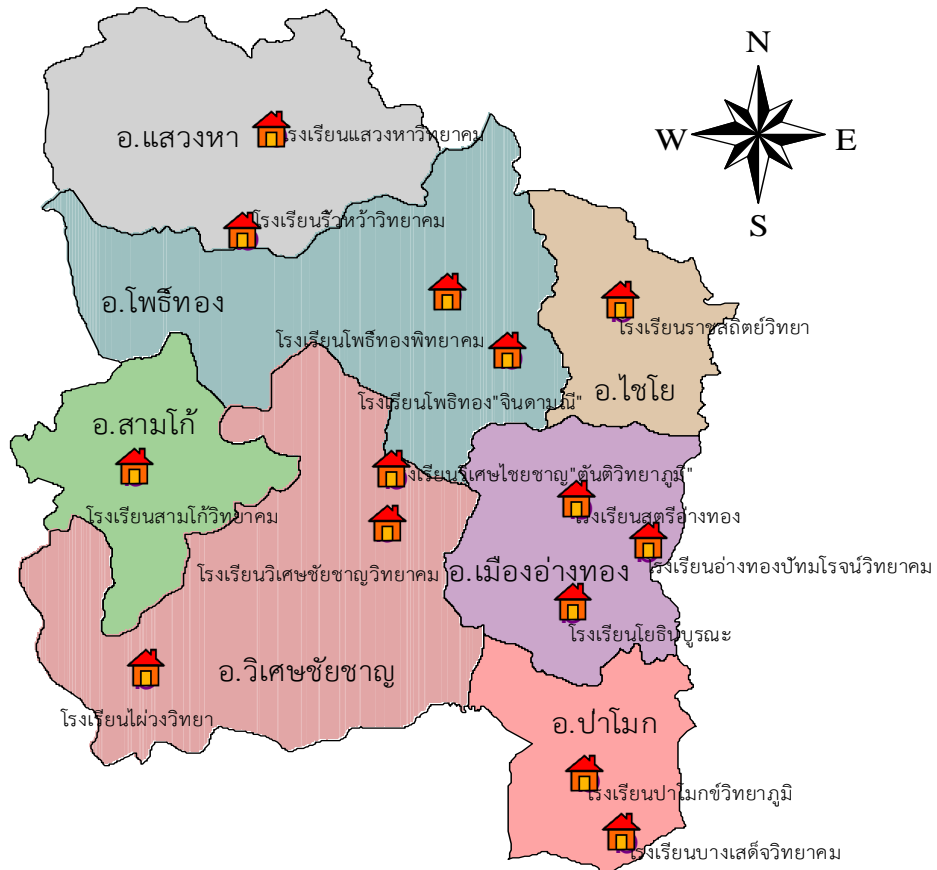 N
อ.แสวงหา
โรงเรียนแสวงหาวิทยาคม
W
E
S
โรงเรียนริ้วหว้าวิทยาคม
อ.โพธิ์ทอง
โรงเรียนราชสถิตย์วิทยา
โรงเรียนโพธิ์ทองพิทยาคม
อ.ไชโย
โรงเรียนโพธิทอง"จินดามณี"
อ.สามโก้
โรงเรียนวิเศษไชยชาญ"ตันติวิทยาภูมิ"
โรงเรียนสามโก้วิทยาคม
โรงเรียนสตรีอ่างทอง
โรงเรียนอ่างทองปัทมโรจน์วิทยาคม
โรงเรียนวิเศษชัยชาญวิทยาคม
อ.เมืองอ่างทอง
โรงเรียนโยธินบูรณะ
อ.วิเศษชัยชาญ
โรงเรียนไผ่วงวิทยา
อ.ป่าโมก
โรงเรียนป่าโมกข์วิทยาภูมิ
โรงเรียนบางเสด็จวิทยาคม